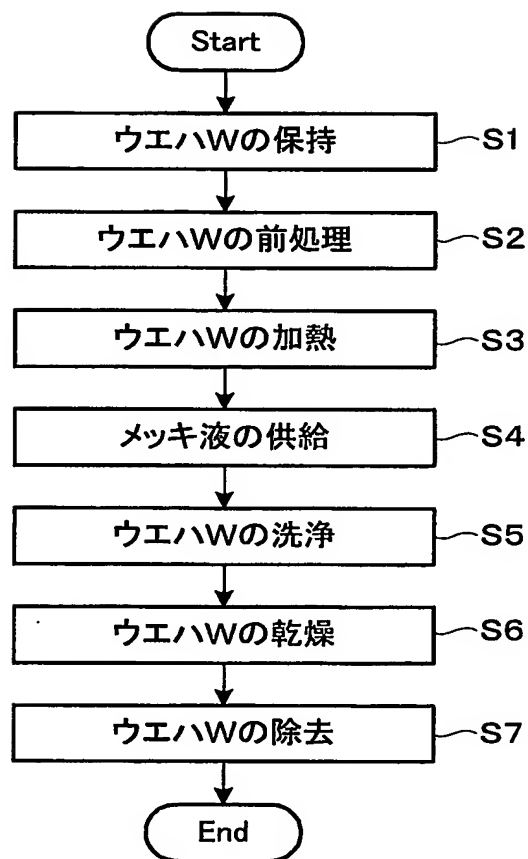 Start
ウエハWの保持 S1
ウエハWの前処理 S2
ウエハWの加熱 S3
メッキ液の供給 S4
ウエハWの洗浄 S5
ウエハWの乾燥 S6
ウエハWの除去 S7
End